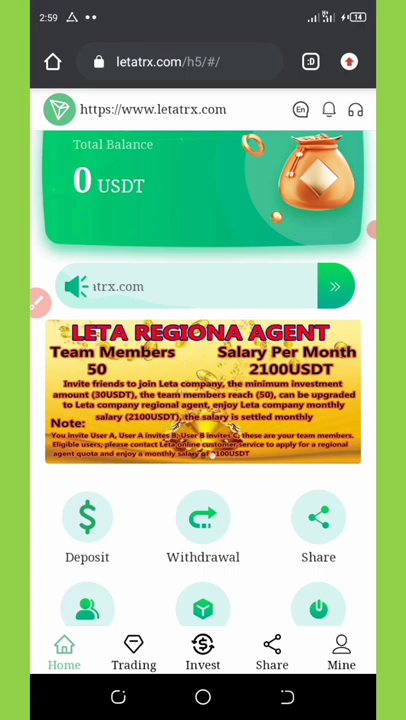 2:59
14
letatrx.com/h5/#/
:D
https://www.letatrx.com
En
Total Balance
0 USDT
atrx.com
LETA REGIONA AGENT
Team Members Salary Per Month
50 2100USDT
Invite friends to join Leta company, the minimum investment
amount (30USDT), the team members reach (50), can be upgraded
to Leta company regional agent, enjoy Leta company monthly
salary (2100USDT), the salary is settled monthly
Note:
You invite User A, User A invites B, User B invites C; these are your team members.
Eligible users, please contact Leta online customer service to apply for a regional
agent quota and enjoy a monthly salary of 2100USDT
Deposit Withdrawal Share
Home Trading Invest Share Mine